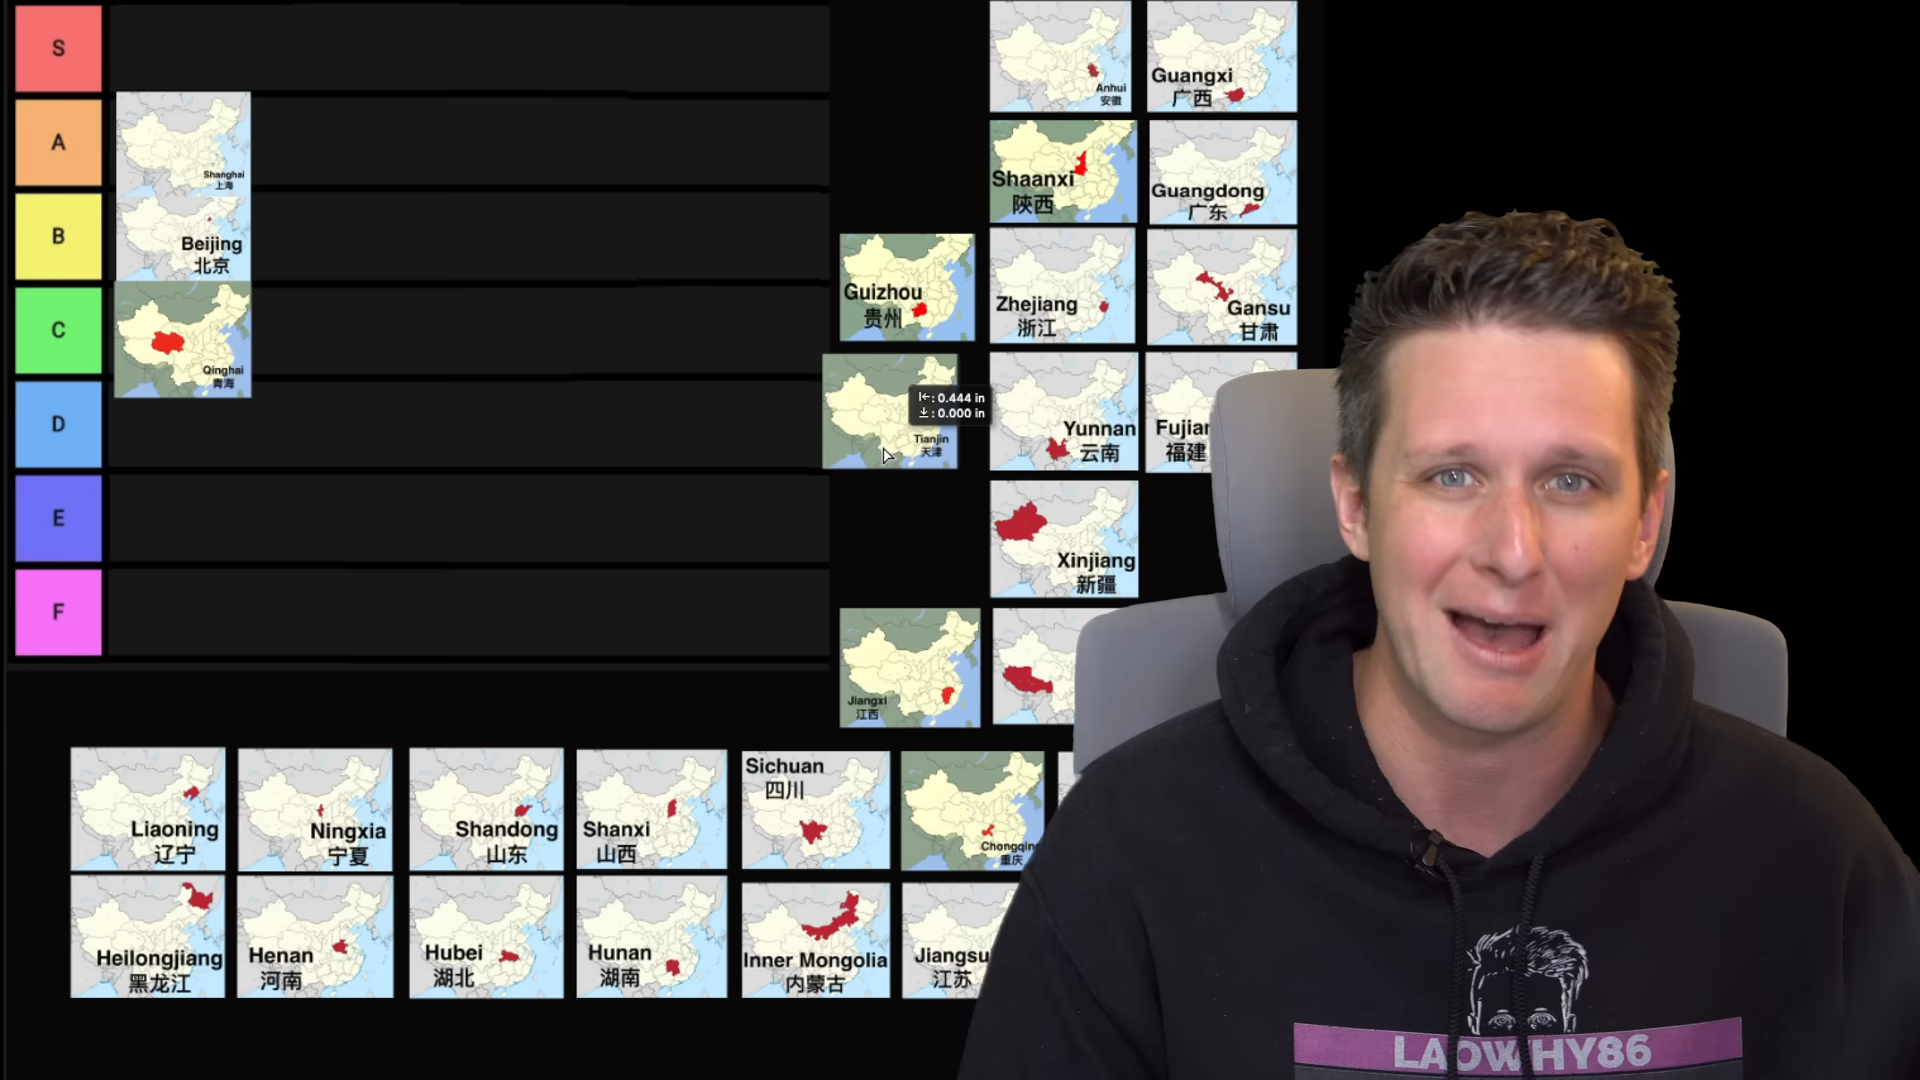 S
A
B
C
D
E
F
Shanghai
上海
Beijing
北京
Qinghai
青海
Anhui
安徽
Guangxi
广西
Shaanxi
陝西
Guangdong
广东
Guizhou
贵州
Zhejiang
浙江
Gansu
甘肃
: 0.444 in
: 0.000 in
Tianjin
天津
Yunnan
云南
Fujian
福建
Xinjiang
新疆
Jiangxi
江西
Liaoning
辽宁
Ningxia
宁夏
Shandong
山东
Shanxi
山西
Sichuan
四川
Chongqing
重庆
Heilongjiang
黑龙江
Henan
河南
Hubei
湖北
Hunan
湖南
Inner Mongolia
内蒙古
Jiangsu
江苏
LAOWHY86